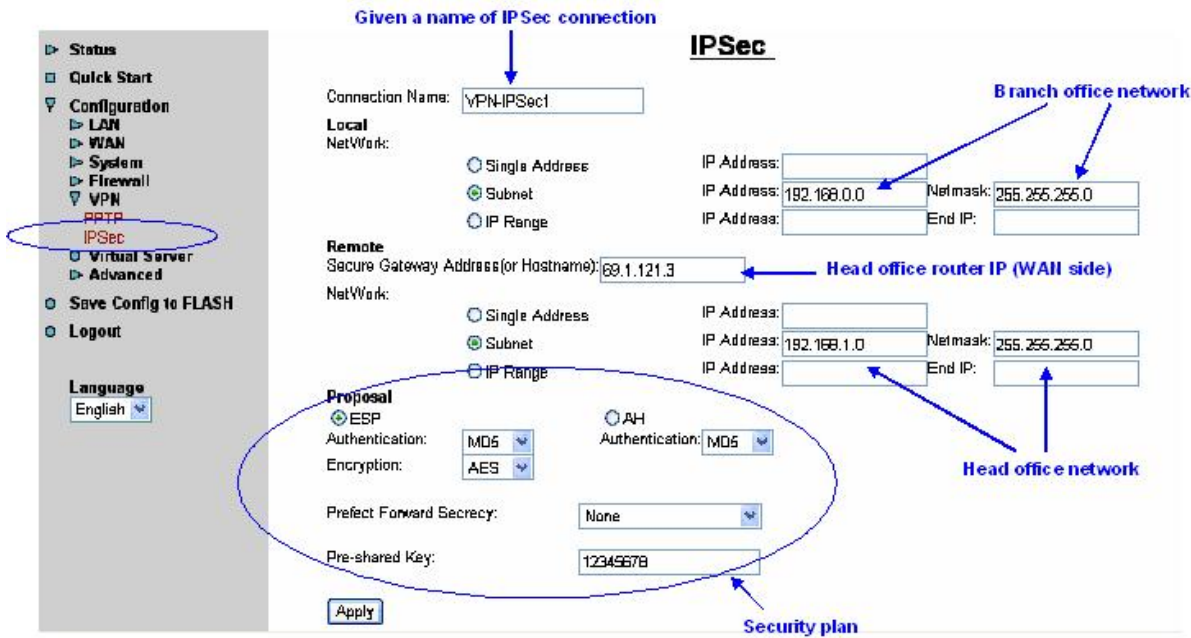 Given a name of IPSec connection
IPSec
Status
Quick Start
Configuration
LAN
WAN
System
Firewall
VPN
PPTP
IPSec
Virtual Server
Advanced
Save Config to FLASH
Logout
Language
English
Connection Name: VPN-IPSec1
Branch office network
Local
NetWork:
Single Address IP Address:
Subnet IP Address: 192.168.0.0 Netmask: 255.255.255.0
IP Range IP Address: End IP:
Remote
Secure Gateway Address(or Hostname): 69.1.121.3 Head office router IP (WAN side)
NetWork:
Single Address IP Address:
Subnet IP Address: 192.168.1.0 Netmask: 255.255.255.0
IP Range IP Address: End IP:
Proposal
ESP AH
Authentication: MD5 Authentication: MD5
Encryption: AES
Head office network
Prefect Forward Secrecy: None
Pre-shared Key: 12345678
Apply
Security plan